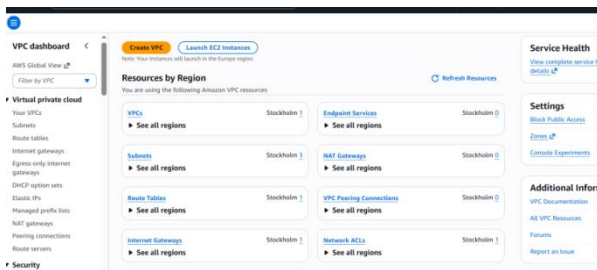 VPC dashboard
AWS Global View
Filter by VPC
Virtual private cloud
Your VPCs
Subnets
Route tables
Internet gateways
Egress-only internet
gateways
DHCP option sets
Elastic IPs
Managed prefix lists
NAT gateways
Peering connections
Route servers
Security
Create VPC
Launch EC2 Instances
Note: Your Instances will launch in the Europe region.
Resources by Region
Refresh Resources
You are using the following Amazon VPC resources
VPCs
Stockholm 1
See all regions
Endpoint Services
Stockholm 0
See all regions
Subnets
Stockholm 3
See all regions
NAT Gateways
Stockholm 0
See all regions
Route Tables
Stockholm 1
See all regions
VPC Peering Connections
Stockholm 0
See all regions
Internet Gateways
Stockholm 1
See all regions
Network ACLs
Stockholm 1
See all regions
Service Health
View complete service
details
Settings
Block Public Access
Zones
Console Experiments
Additional Infor
VPC Documentation
All VPC Resources
Forums
Report an Issue